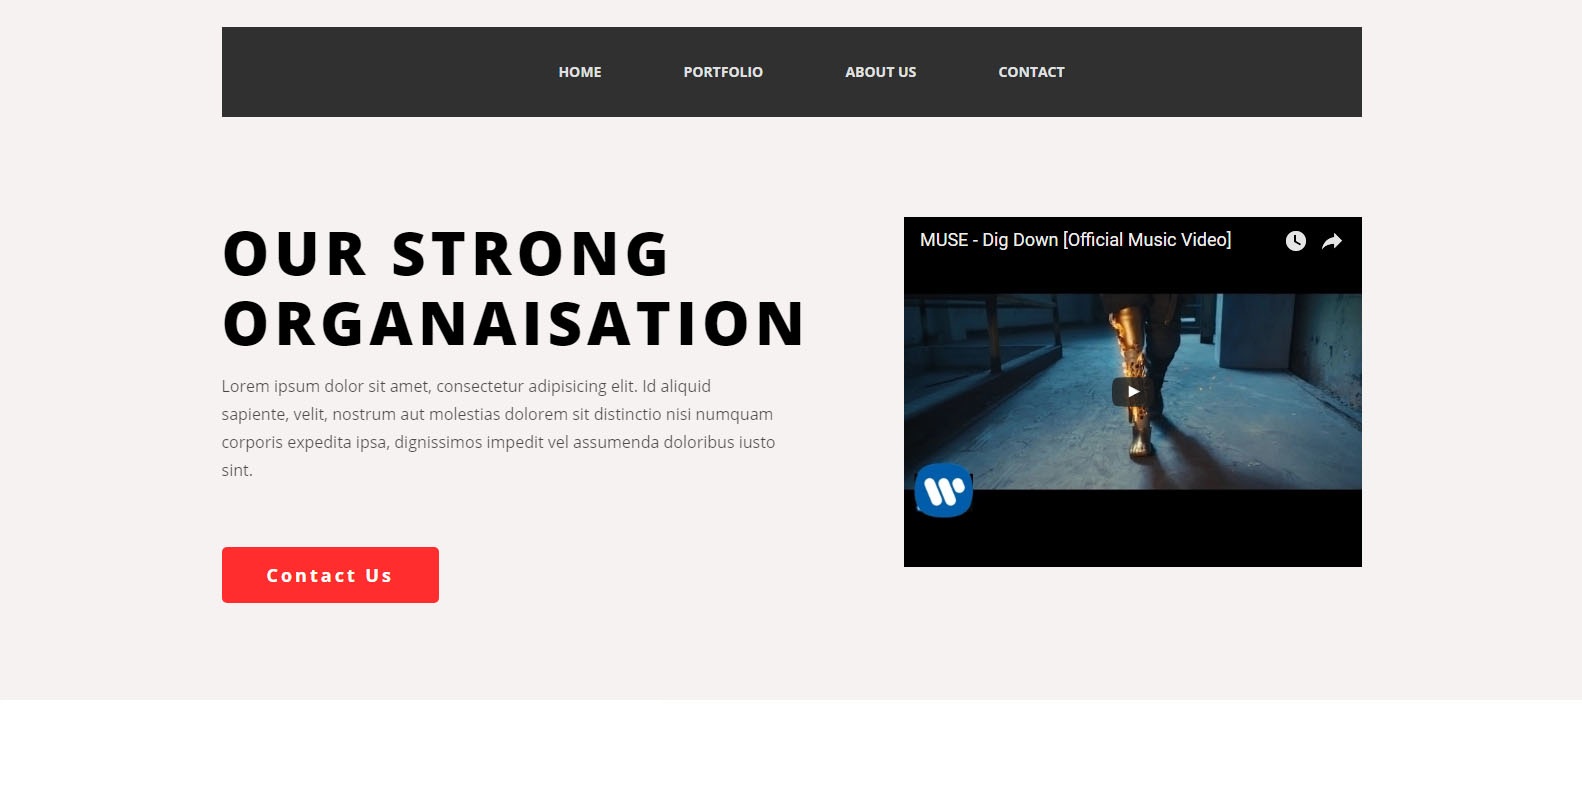 HOME PORTFOLIO ABOUT US CONTACT
OUR STRONG
ORGANAISATION
Lorem ipsum dolor sit amet, consectetur adipisicing elit. Id aliquid
sapiente, velit, nostrum aut molestias dolorem sit distinctio nisi numquam
corporis expedita ipsa, dignissimos impedit vel assumenda doloribus iusto
sint.
Contact Us
MUSE - Dig Down [Official Music Video]